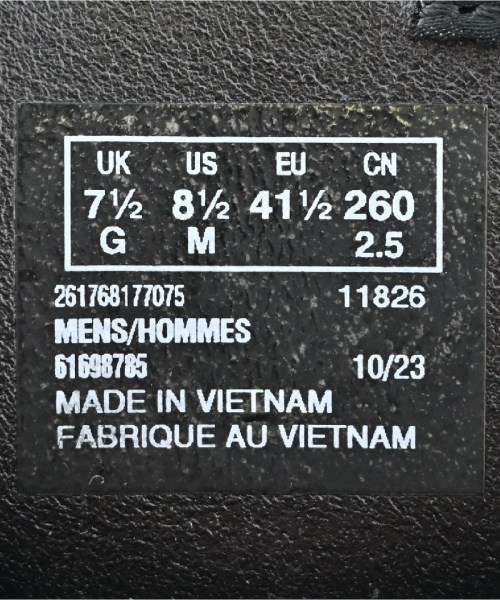 UK US EU CN
7½ 8½ 41½ 260
G M 2.5
261768177075 11826
MENS/HOMMES
61698785 10/23
MADE IN VIETNAM
FABRIQUE AU VIETNAM